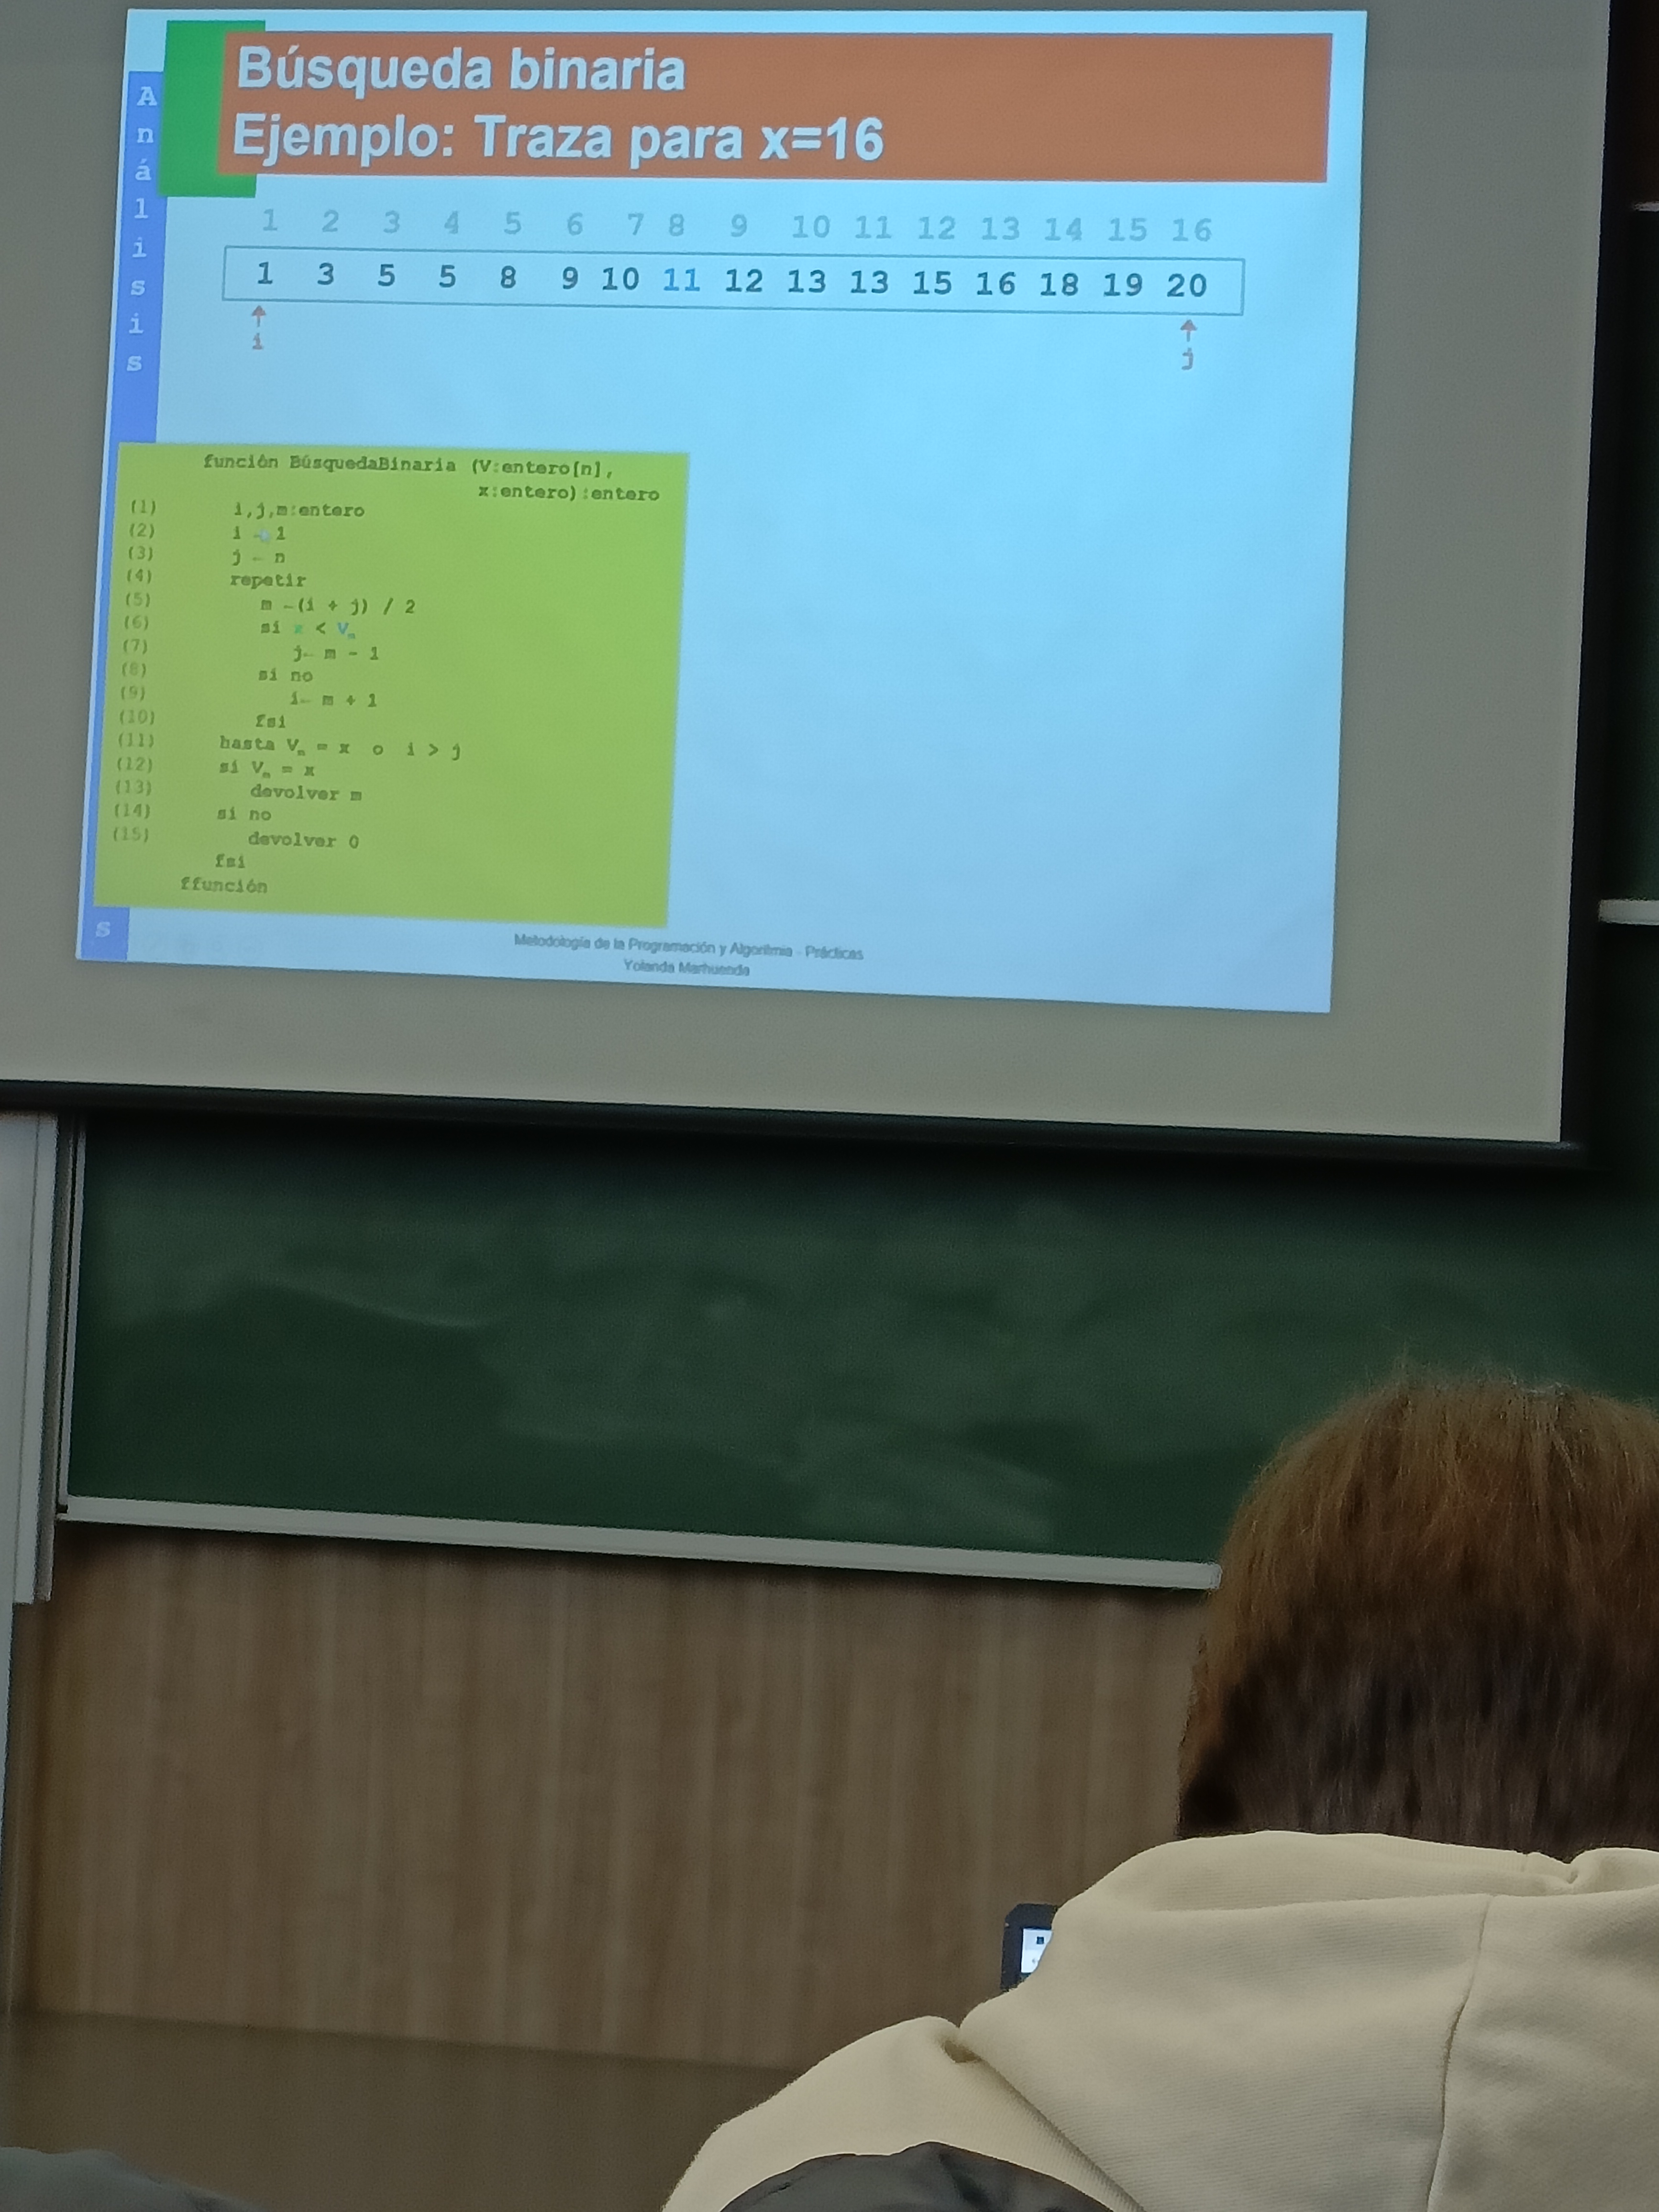 Búsqueda binaria
Ejemplo: Traza para x=16
Análisis
1 2 3 4 5 6 7 8 9 10 11 12 13 14 15 16
1 3 5 5 8 9 10 11 12 13 13 15 16 18 19 20
i j
función BúsquedaBinaria (V:entero[n],
x:entero):entero
(1) i,j,m:entero
(2) i ← 1
(3) j ← n
(4) repetir
(5) m ←(i + j) / 2
(6) si x < Vm
(7) j← m - 1
(8) si no
(9) i← m + 1
(10) fsi
(11) hasta Vm = x o i > j
(12) si Vm = x
(13) devolver m
(14) si no
(15) devolver 0
fsi
ffunción
s
Metodología de la Programación y Algoritmia - Prácticas
Yolanda Marhuenda